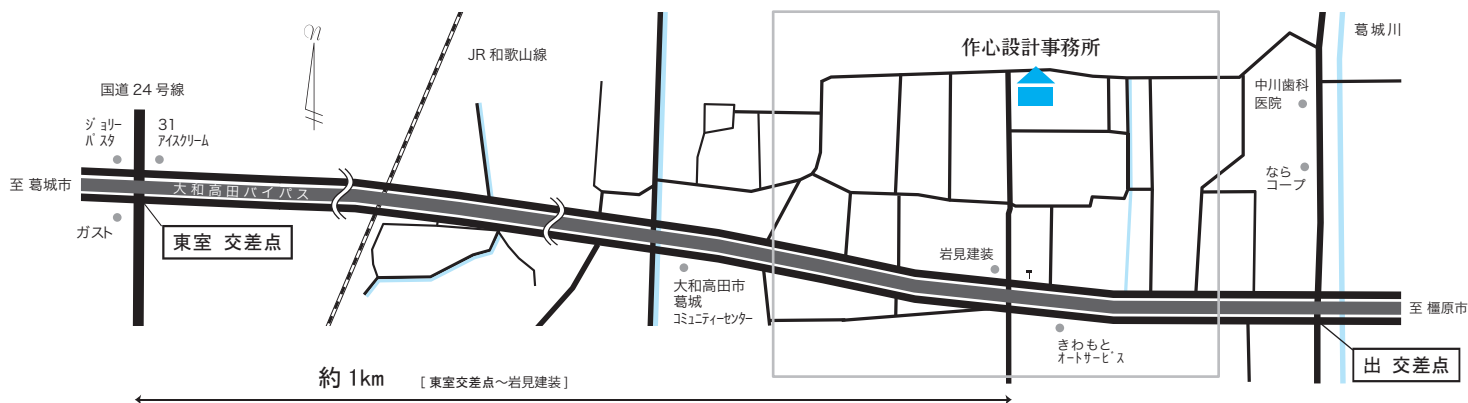 葛城川
作心設計事務所
JR 和歌山線
国道 24 号線
中川歯科
医院
ジョリー
パスタ
31
アイスクリーム
なら
コープ
至 葛城市
大和高田バイパス
ガスト
東室 交差点
岩見建装
大和高田市
葛城
コミュニティーセンター
至 橿原市
きわもと
オートサービス
出 交差点
約 1km [ 東室交差点～岩見建装 ]